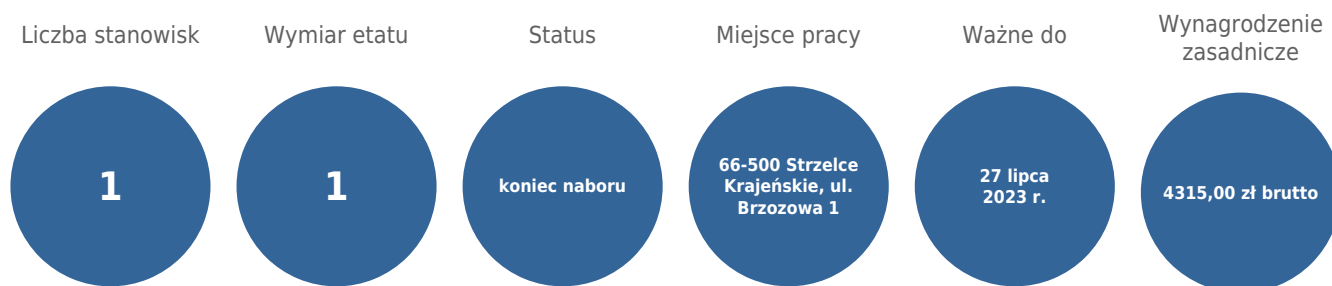 Liczba stanowisk
1
Wymiar etatu
1
Status
koniec naboru
Miejsce pracy
66-500 Strzelce
Krajeńskie, ul.
Brzozowa 1
Ważne do
27 lipca
2023 r.
Wynagrodzenie
zasadnicze
4315,00 zł brutto